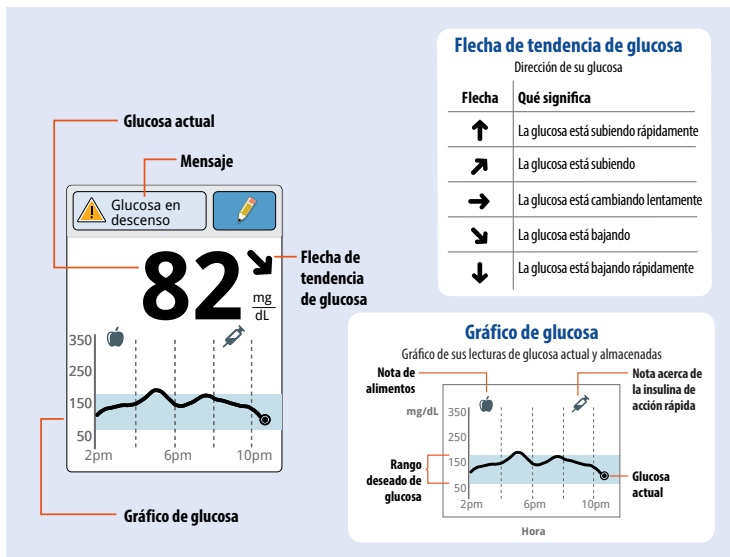 Glucosa actual
Mensaje
Glucosa en
descenso
82
mg
dL
Flecha de
tendencia
de glucosa
350
250
150
50
2pm
6pm
10pm
Gráfico de glucosa
Flecha de tendencia de glucosa
Dirección de su glucosa
Flecha Qué significa
La glucosa está subiendo rápidamente
La glucosa está subiendo
La glucosa está cambiando lentamente
La glucosa está bajando
La glucosa está bajando rápidamente
Gráfico de glucosa
Gráfico de sus lecturas de glucosa actual y almacenadas
Nota de
alimentos
Nota acerca de
la insulina de
acción rápida
mg/dL
350
250
150
50
Rango
deseado de
glucosa
Glucosa
actual
2pm
6pm
10pm
Hora